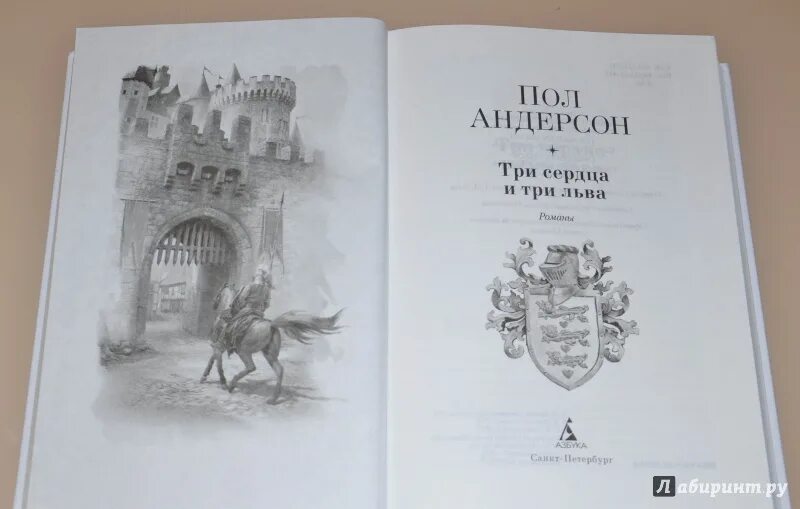 ПОЛ
АНДЕРСОН
Три сердца
и три льва
Романы
АЗБУКА
Санкт-Петербург
Лабиринт.ру